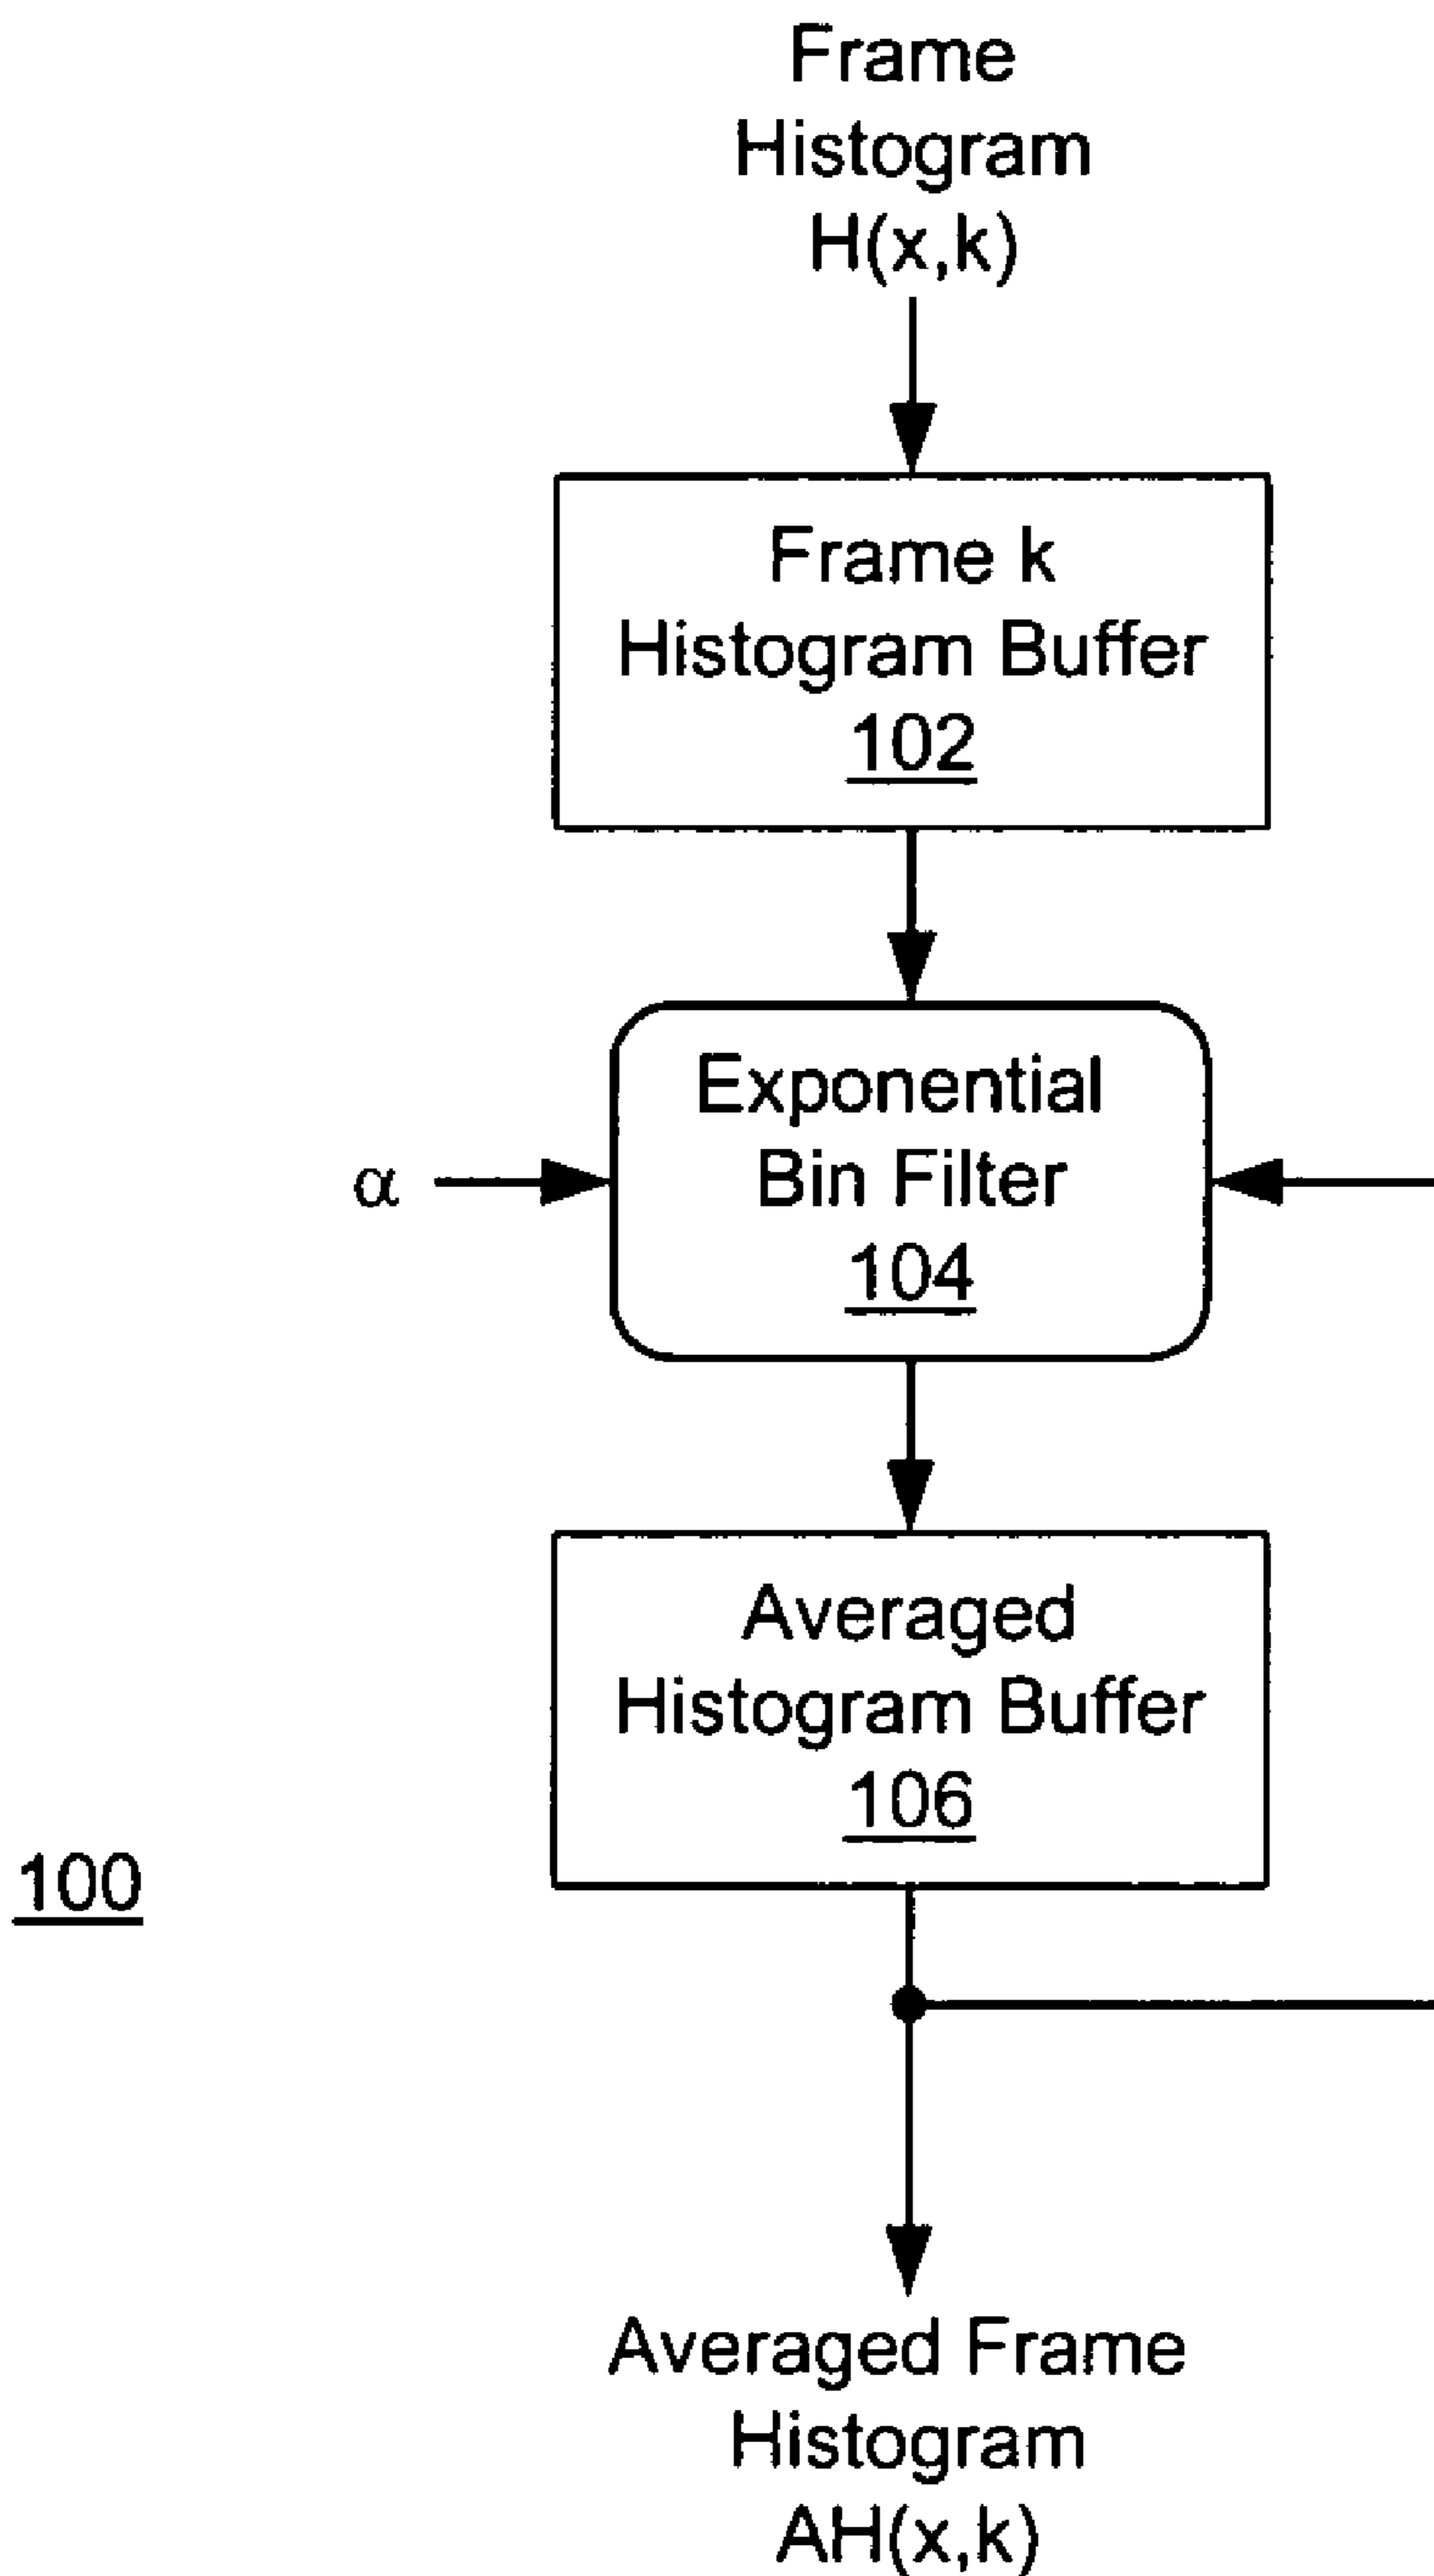 Frame
Histogram
H(x,k)
Frame k
Histogram Buffer
102
Exponential
Bin Filter
104
α
Averaged
Histogram Buffer
106
100
Averaged Frame
Histogram
AH(x,k)